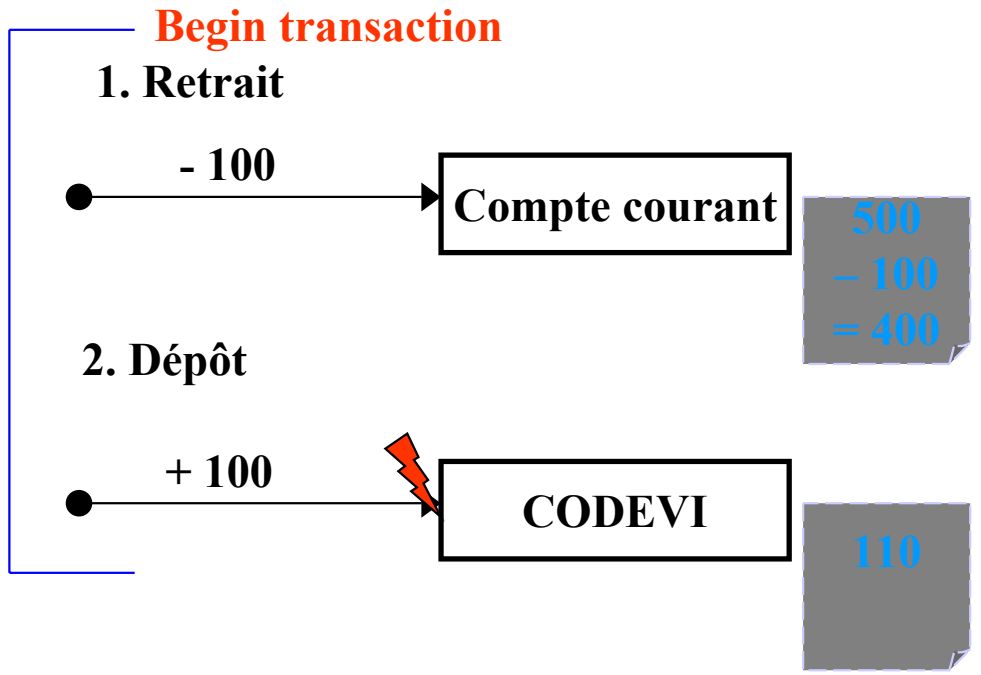 Begin transaction
1. Retrait
- 100
Compte courant
500
– 100
= 400
2. Dépôt
+ 100
CODEVI
110